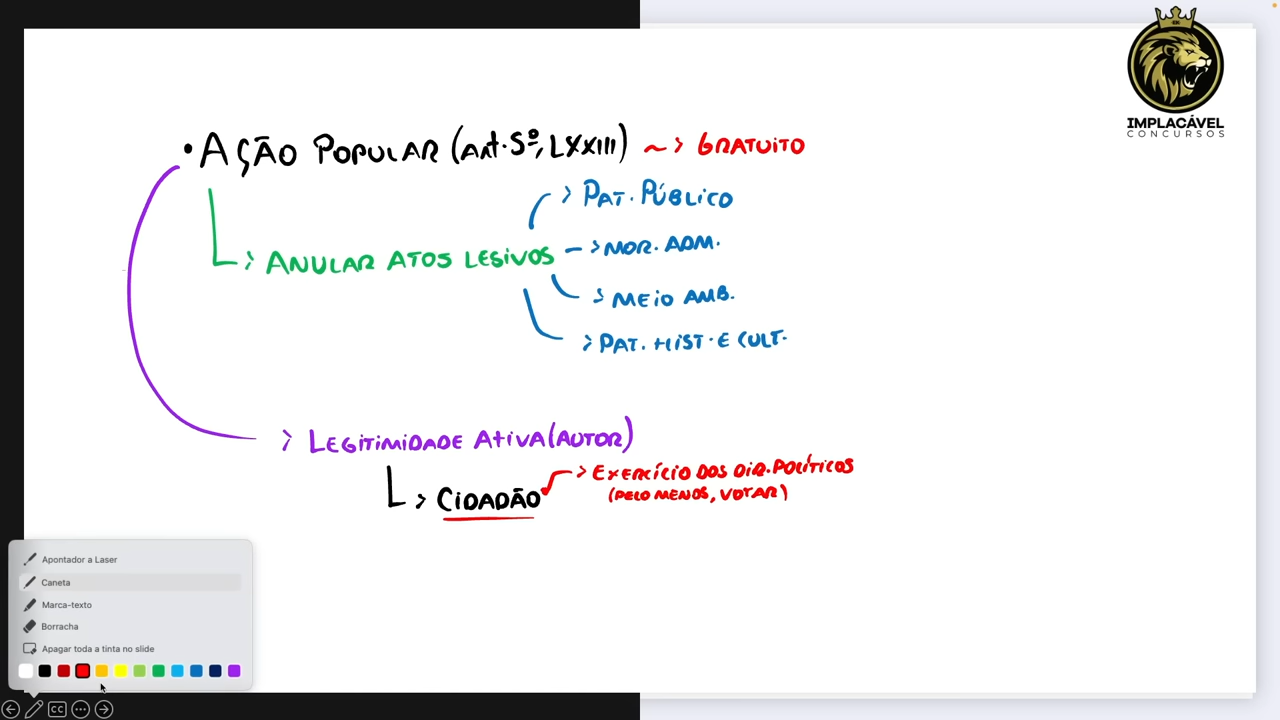 IMPLACÁVEL
CONCURSOS
• AÇÃO POPULAR (ART. 5º, LXXIII) ~> GRATUITO
> PAT. PÚBLICO
> ANULAR ATOS LESIVOS
> MOR. ADM.
> MEIO AMB.
> PAT. HIST. E CULT.
> LEGITIMIDADE ATIVA (AUTOR)
> EXERCÍCIO DOS DIR. POLÍTICOS
(PELO MENOS, VOTAR)
> CIDADÃO
Apontador a Laser
Caneta
Marca-texto
Borracha
Apagar toda a tinta no slide
CC